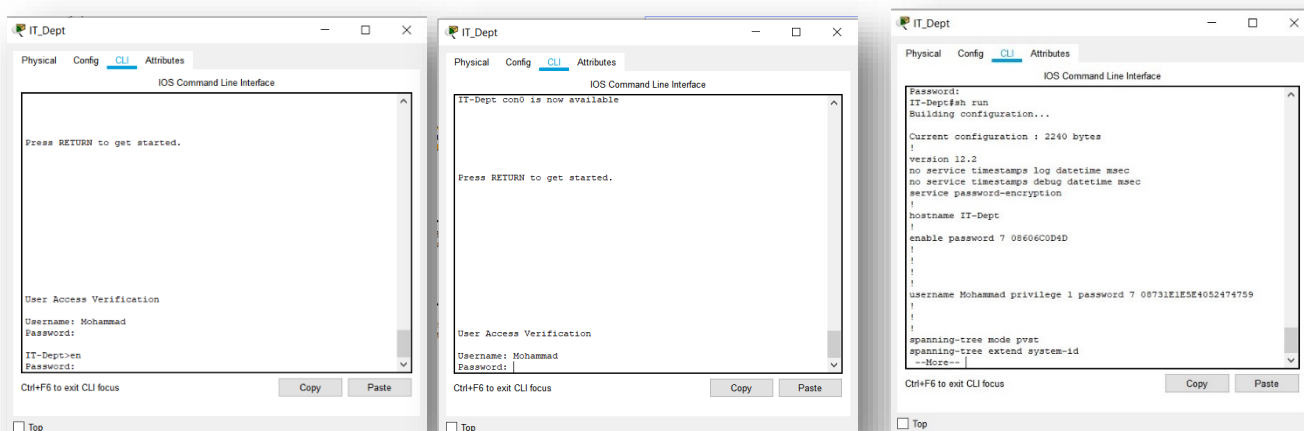 IT_Dept
Physical Config CLI Attributes
IOS Command Line Interface
Press RETURN to get started.
User Access Verification
Username: Mohammad
Password:
IT-Dept>en
Password:
Ctrl+F6 to exit CLI focus
Copy Paste
Top
IT_Dept
Physical Config CLI Attributes
IOS Command Line Interface
IT-Dept con0 is now available
Press RETURN to get started.
User Access Verification
Username: Mohammad
Password:
Ctrl+F6 to exit CLI focus
Copy Paste
Top
IT_Dept
Physical Config CLI Attributes
IOS Command Line Interface
Password:
IT-Dept#sh run
Building configuration...
Current configuration : 2240 bytes
!
version 12.2
no service timestamps log datetime msec
no service timestamps debug datetime msec
service password-encryption
!
hostname IT-Dept
!
enable password 7 08606C0D4D
!
!
!
!
username Mohammad privilege 1 password 7 08731E1E5E4052474759
!
!
!
spanning-tree mode pvst
spanning-tree extend system-id
--More--
Ctrl+F6 to exit CLI focus
Copy Paste
Top